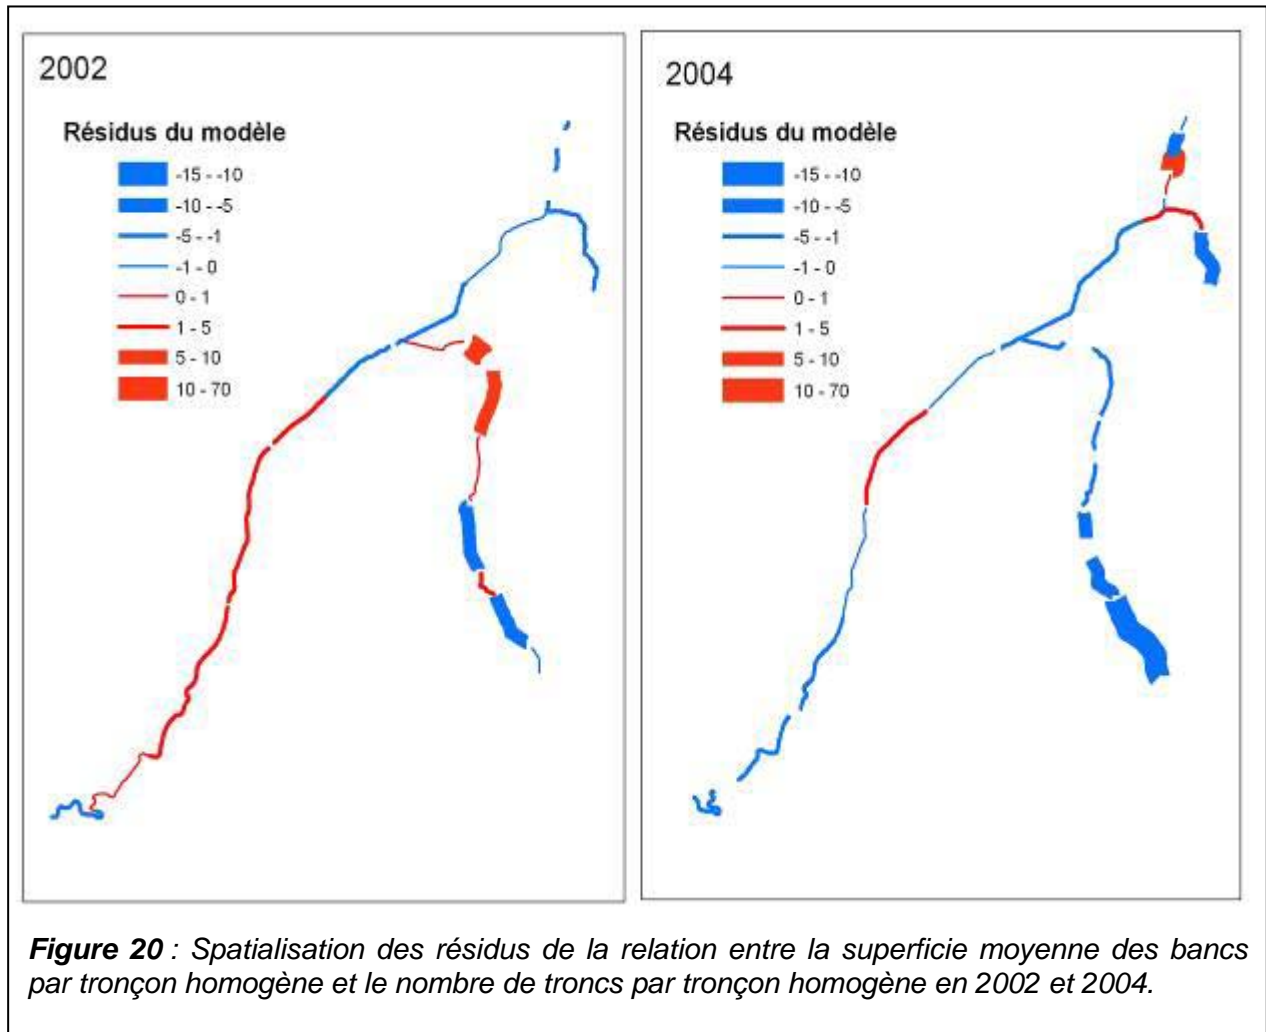 2002
Résidus du modèle
-15 - -10
-10 - -5
-5 - -1
-1 - 0
0 - 1
1 - 5
5 - 10
10 - 70
2004
Résidus du modèle
-15 - -10
-10 - -5
-5 - -1
-1 - 0
0 - 1
1 - 5
5 - 10
10 - 70
Figure 20 : Spatialisation des résidus de la relation entre la superficie moyenne des bancs
par tronçon homogène et le nombre de troncs par tronçon homogène en 2002 et 2004.